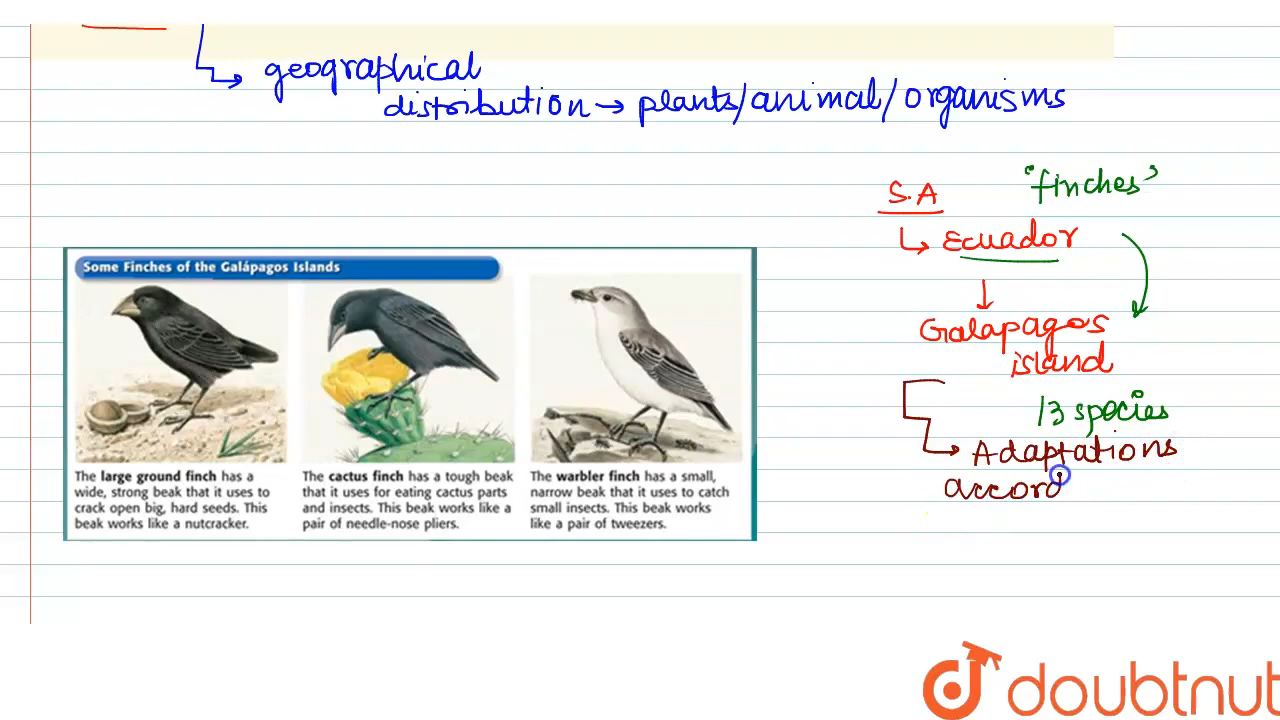 geographical
distribution → plants/animal/organisms
'finches'
S.A
↳ Ecuador
↓
Galapagos
island
13 species
↳ Adaptations
accord
Some Finches of the Galápagos Islands
The large ground finch has a
wide, strong beak that it uses to
crack open big, hard seeds. This
beak works like a nutcracker.
The cactus finch has a tough beak
that it uses for eating cactus parts
and insects. This beak works like a
pair of needle-nose pliers.
The warbler finch has a small,
narrow beak that it uses to catch
small insects. This beak works
like a pair of tweezers.
doubtnut